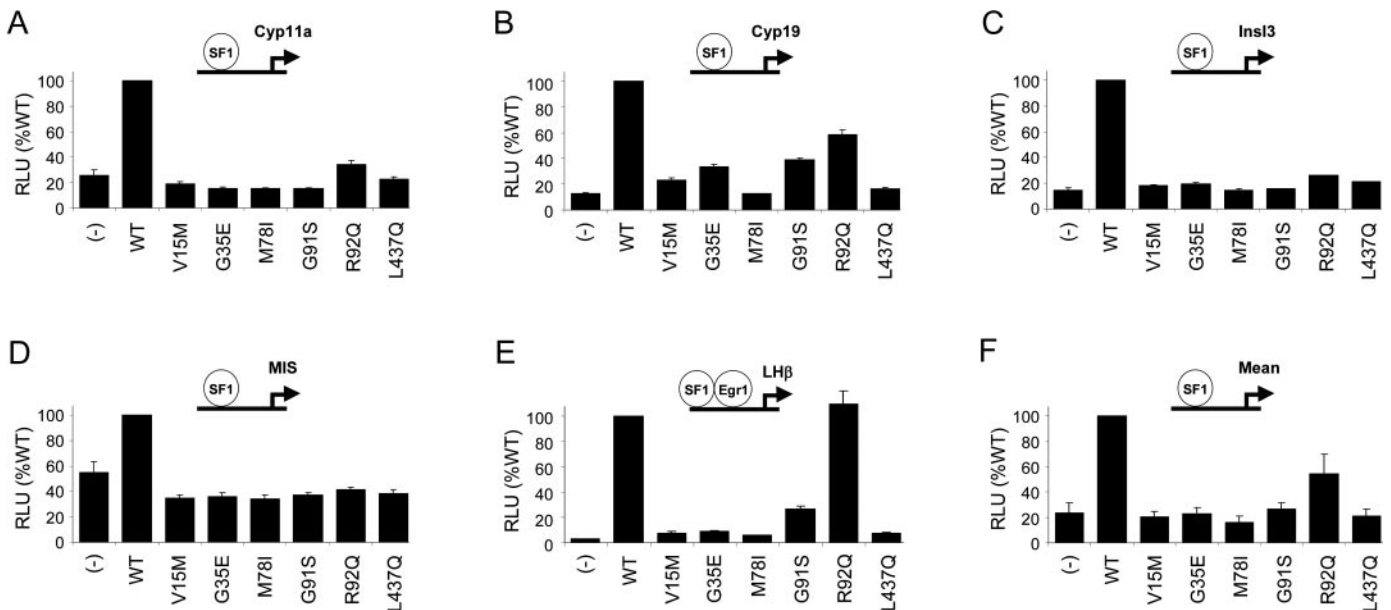 A
Cyp11a
SF1
RLU (%WT)
100
80
60
40
20
0
(-)
WT
V15M
G35E
M78I
G91S
R92Q
L437Q
B
Cyp19
SF1
RLU (%WT)
100
80
60
40
20
0
(-)
WT
V15M
G35E
M78I
G91S
R92Q
L437Q
C
Insl3
SF1
RLU (%WT)
100
80
60
40
20
0
(-)
WT
V15M
G35E
M78I
G91S
R92Q
L437Q
D
MIS
SF1
RLU (%WT)
100
80
60
40
20
0
(-)
WT
V15M
G35E
M78I
G91S
R92Q
L437Q
E
LHβ
SF1 Egr1
RLU (%WT)
100
80
60
40
20
0
(-)
WT
V15M
G35E
M78I
G91S
R92Q
L437Q
F
Mean
SF1
RLU (%WT)
100
80
60
40
20
0
(-)
WT
V15M
G35E
M78I
G91S
R92Q
L437Q